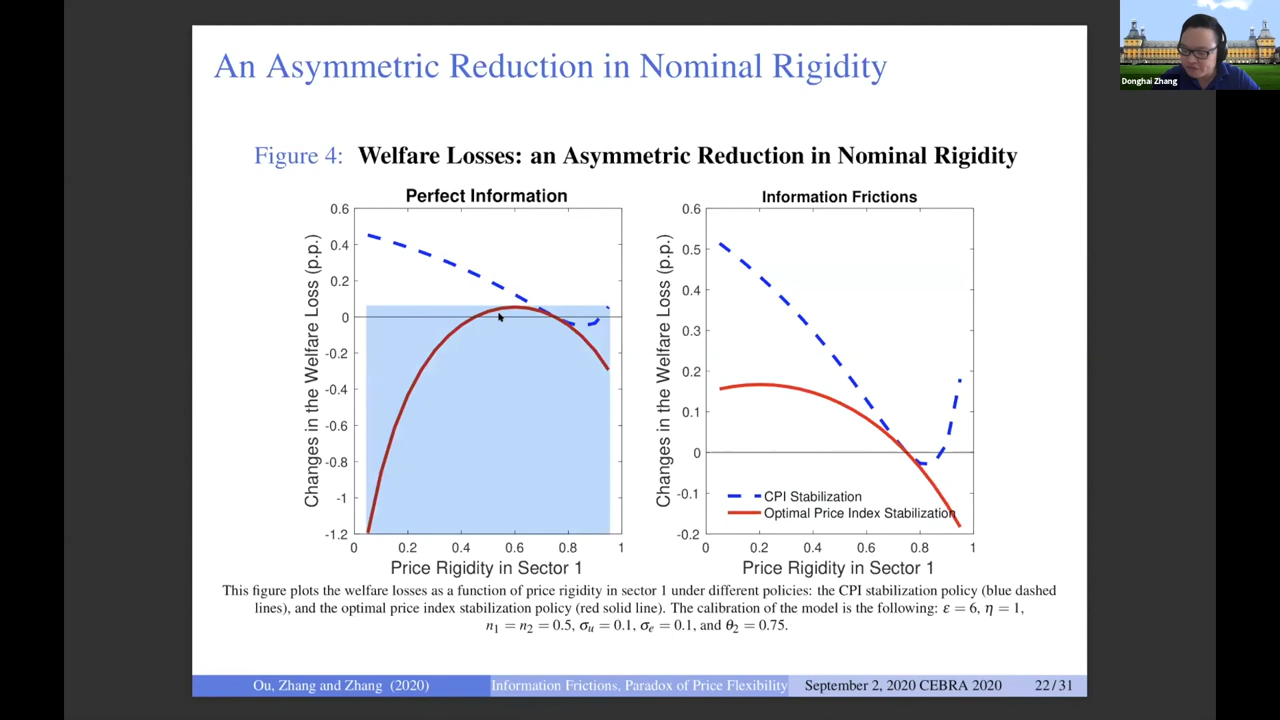 An Asymmetric Reduction in Nominal Rigidity
Donghai Zhang
Figure 4: Welfare Losses: an Asymmetric Reduction in Nominal Rigidity
Perfect Information
0.6
0.4
0.2
0
-0.2
-0.4
-0.6
-0.8
-1
-1.2
Changes in the Welfare Loss (p.p.)
0 0.2 0.4 0.6 0.8 1
Price Rigidity in Sector 1
Information Frictions
0.6
0.5
0.4
0.3
0.2
0.1
0
-0.1
-0.2
Changes in the Welfare Loss (p.p.)
CPI Stabilization
Optimal Price Index Stabilization
0 0.2 0.4 0.6 0.8 1
Price Rigidity in Sector 1
This figure plots the welfare losses as a function of price rigidity in sector 1 under different policies: the CPI stabilization policy (blue dashed
lines), and the optimal price index stabilization policy (red solid line). The calibration of the model is the following: ε = 6, η = 1,
n₁ = n₂ = 0.5, σᵤ = 0.1, σₑ = 0.1, and θ₂ = 0.75.
Ou, Zhang and Zhang (2020) Information Frictions, Paradox of Price Flexibility September 2, 2020 CEBRA 2020 22/31